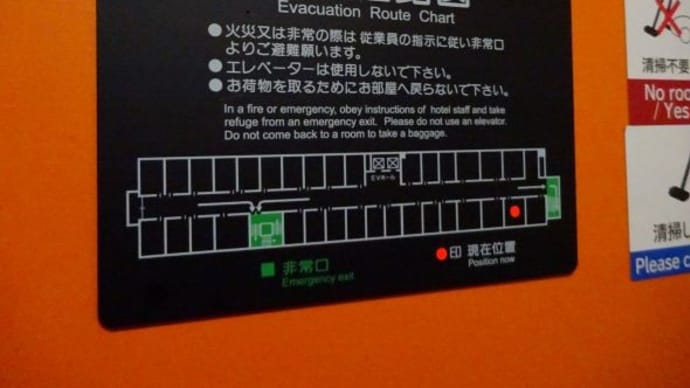 Evacuation Route Chart
●火災又は非常の際は従業員の指示に従い非常口
よりご避難願います。
●エレベーターは使用しないで下さい。
●お荷物を取るためにお部屋へ戻らないで下さい。
In a fire or emergency, obey instructions of hotel staff and take
refuge from an emergency exit. Please do not use an elevator.
Do not come back to a room to take a baggage.
EVホール
非常口
Emergency exit
●印 現在位置
Position now
清掃不要
No roo
/Yes
清掃し
Please c